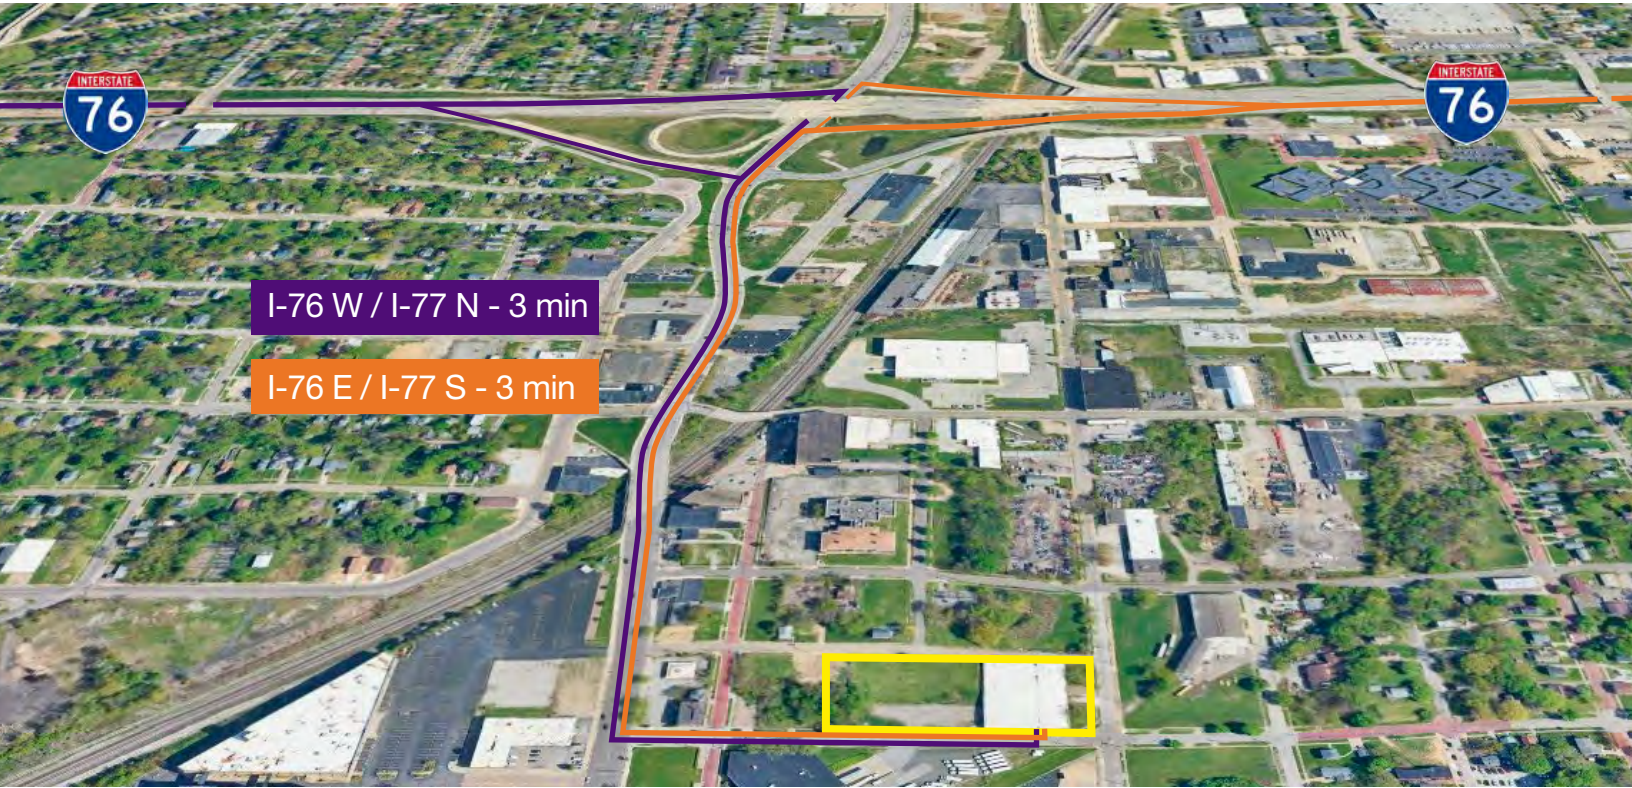 INTERSTATE
76
INTERSTATE
76
I-76 W / I-77 N - 3 min
I-76 E / I-77 S - 3 min